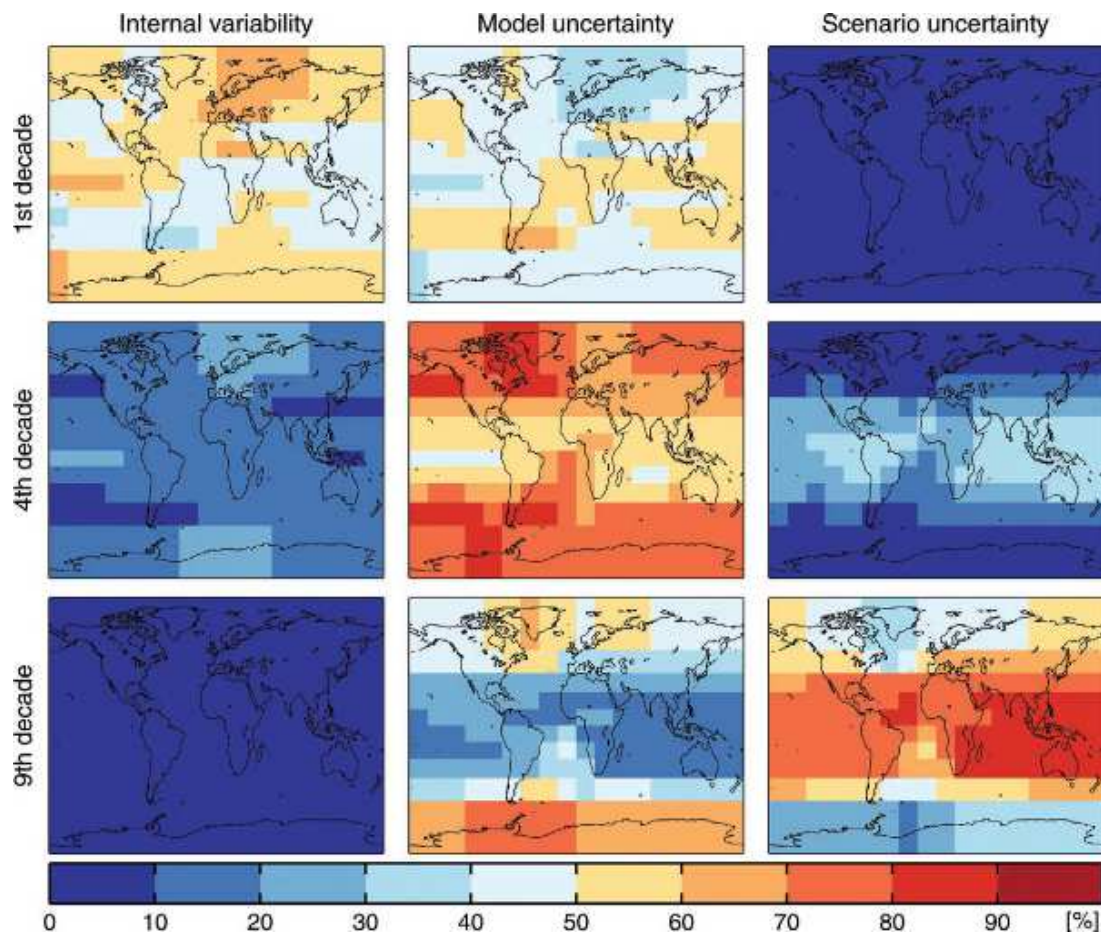 Internal variability Model uncertainty Scenario uncertainty
1st decade
4th decade
9th decade
0 10 20 30 40 50 60 70 80 90 [%]